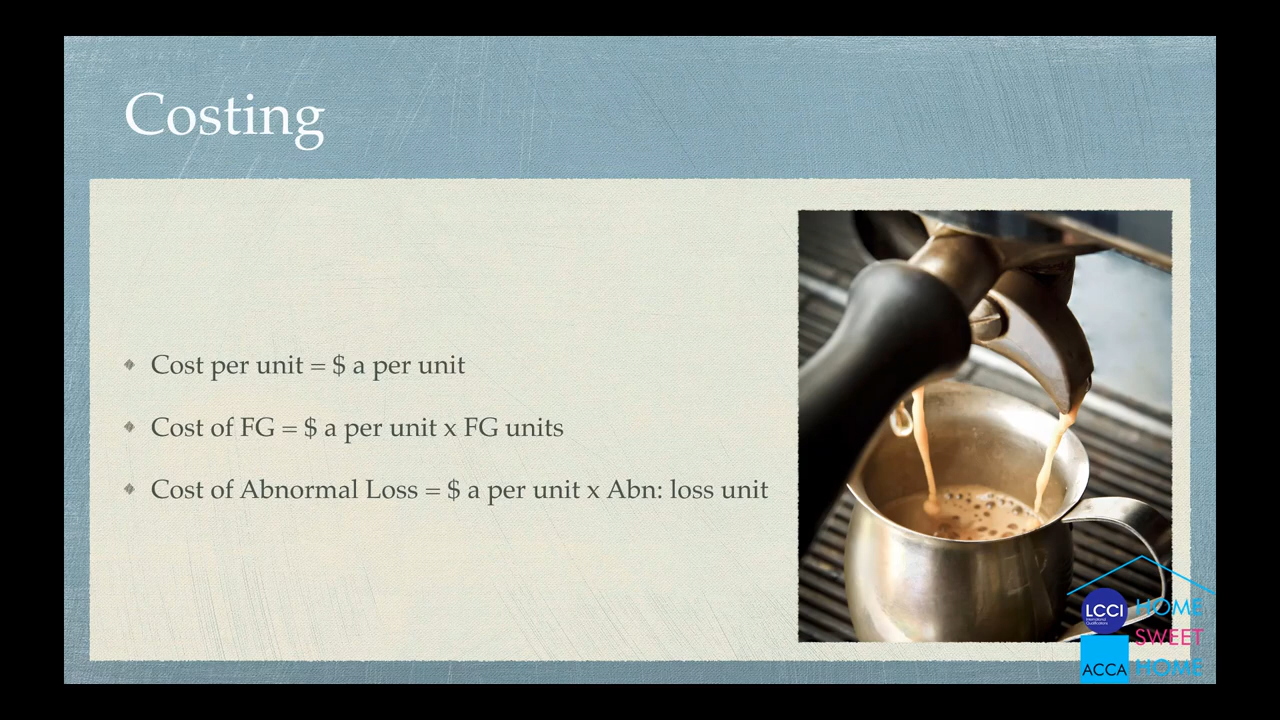 Costing
Cost per unit = $ a per unit
Cost of FG = $ a per unit x FG units
Cost of Abnormal Loss = $ a per unit x Abn: loss unit
LCCI
International
Qualifications
HOME
SWEET
ACCA HOME